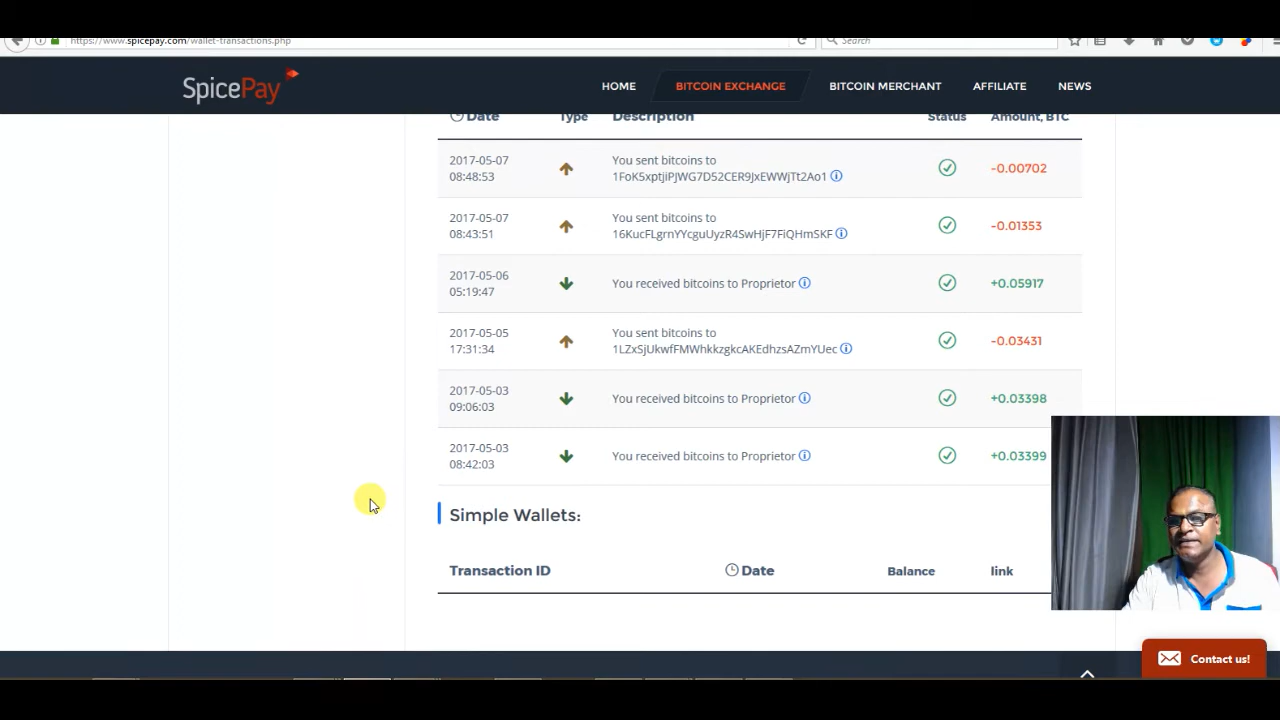 https://www.spicepay.com/wallet-transactions.php
Search
SpicePay
HOME
BITCOIN EXCHANGE
BITCOIN MERCHANT
AFFILIATE
NEWS
Date Type Description Status Amount, BTC
2017-05-07
08:48:53
You sent bitcoins to
1FoK5xptjiPJWG7D52CER9JxEWWjTt2Ao1
-0.00702
2017-05-07
08:43:51
You sent bitcoins to
16KucFLgrnYYcguUyzR4SwHjF7FiQHmSKF
-0.01353
2017-05-06
05:19:47
You received bitcoins to Proprietor
+0.05917
2017-05-05
17:31:34
You sent bitcoins to
1LZxSjUkwfFMWhkkzgkcAKEdhzsAZmYUec
-0.03431
2017-05-03
09:06:03
You received bitcoins to Proprietor
+0.03398
2017-05-03
08:42:03
You received bitcoins to Proprietor
+0.03399
Simple Wallets:
Transaction ID Date Balance link
Contact us!